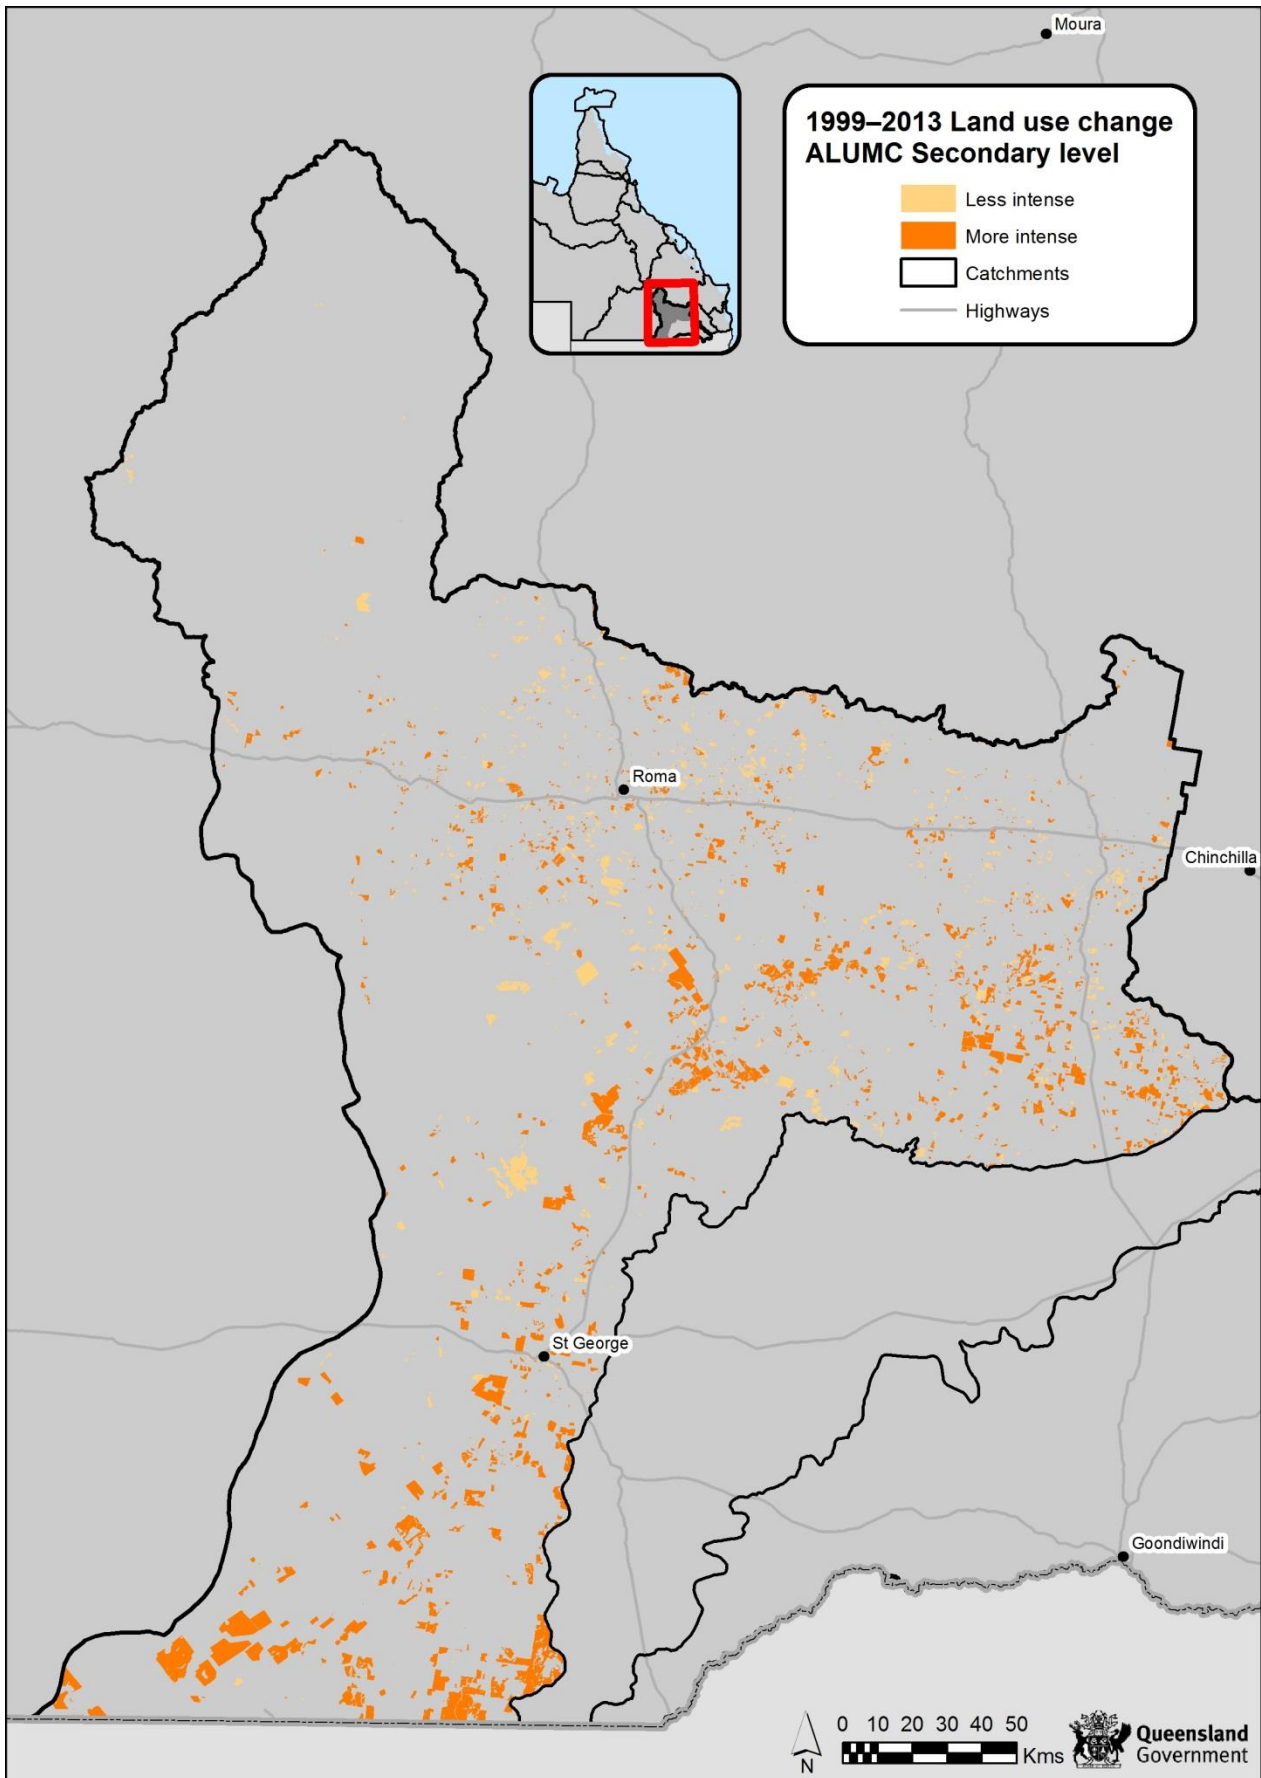 Moura
1999–2013 Land use change
ALUMC Secondary level
Less intense
More intense
Catchments
Highways
Roma
Chinchilla
St George
Goondiwindi
0 10 20 30 40 50
Kms
N
Queensland
Government